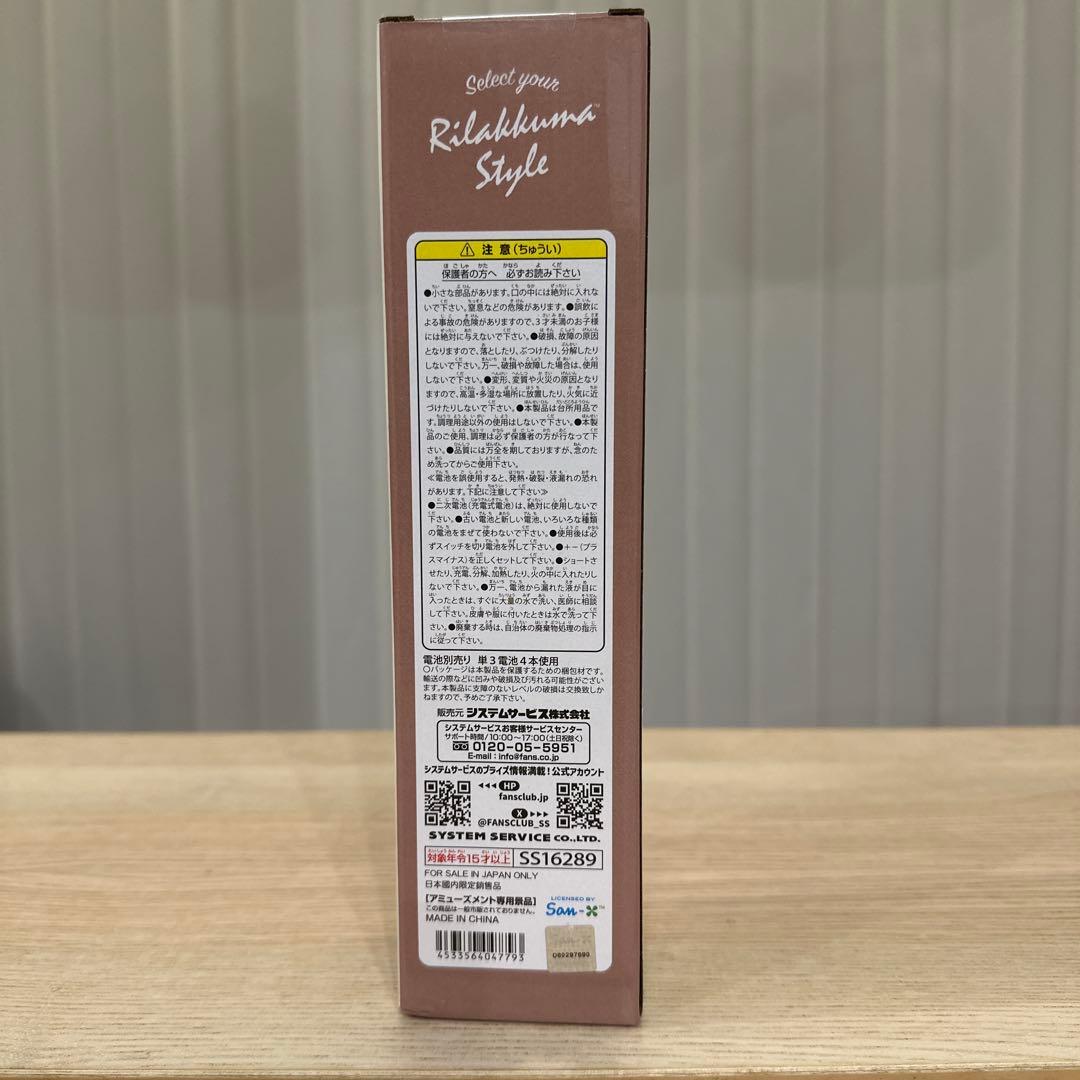 Select your
Rilakkuma™
Style
⚠ 注意(ちゅうい)
保護者の方へ 必ずお読み下さい
●小さな部品があります。口の中には絶対に入れな
いで下さい。窒息などの危険があります。●誤飲に
よる事故の危険がありますので、3才未満のお子様
には絶対に与えないで下さい。●破損、故障の原因
となりますので、落としたり、ぶつけたり、分解したり
しないで下さい。万一、破損や故障した場合は、使用
しないで下さい。●変形、変質や火災の原因となり
ますので、高温・多湿な場所に放置したり、火気に近
づけたりしないで下さい。●本製品は台所用品で
す。調理用途以外の使用はしないで下さい。●本製
品のご使用、調理は必ず保護者の方が行なって下
さい。●品質には万全を期しておりますが、念のた
め洗ってからご使用下さい。
≪電池を誤使用すると、発熱・破裂・液漏れの恐れ
があります。下記に注意して下さい≫
●二次電池(充電式電池)は、絶対に使用しないで
下さい。●古い電池と新しい電池、いろいろな種類
の電池をまぜて使わないで下さい。●使用後は必
ずスイッチを切り電池を外して下さい。●+-(プラ
スマイナス)を正しくセットして下さい。●ショートさ
せたり、充電、分解、加熱したり、火の中に入れたりし
ないで下さい。●万一、電池から漏れた液が目に
入ったときは、すぐに大量の水で洗い、医師に相談
して下さい。皮膚や服に付いたときは水で洗って下
さい。●廃棄する時は、自治体の廃棄物処理の指示
に従って下さい。
電池別売り 単3電池4本使用
○パッケージは本製品を保護するための梱包材です。
輸送の際などに凹みや破損及び汚れる可能性がござい
ます。本製品に支障のないレベルの破損は交換致しか
ねますので、予めご了承下さい。
販売元 システムサービス株式会社
システムサービスお客様サービスセンター
サポート時間/10:00〜17:00(土日祝除く)
0120-05-5951
E-mail:info@fans.co.jp
システムサービスのプライズ情報満載!公式アカウント
◀◀◀ HP
fansclub.jp
X ▶▶▶
@FANSCLUB_SS
SYSTEM SERVICE CO.,LTD.
対象年令15才以上 SS16289
FOR SALE IN JAPAN ONLY
日本國内限定銷售品
[アミューズメント専用景品]
この商品は一般市販されておりません。
MADE IN CHINA
LICENSED BY
San-X™
4533564047793
San-X